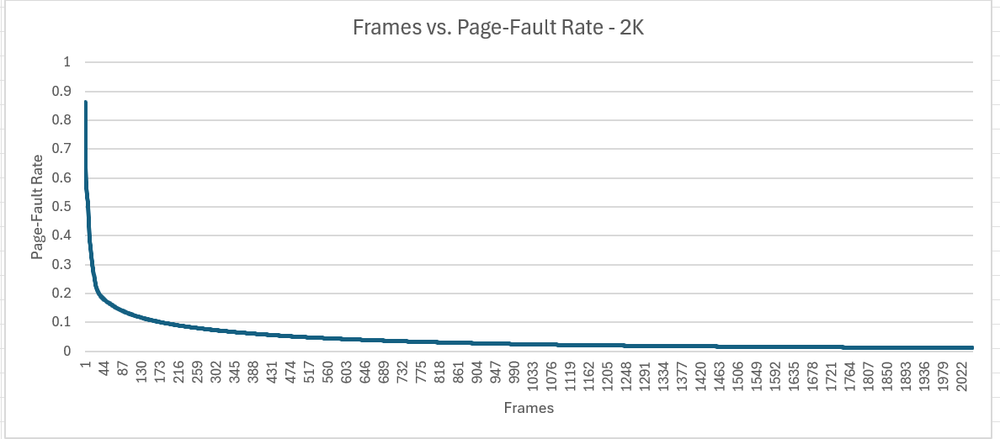 Frames vs. Page-Fault Rate - 2K
1
0.9
0.8
0.7
0.6
0.5
0.4
0.3
0.2
0.1
0
Page-Fault Rate
1 44 87 130 173 216 259 302 345 388 431 474 517 560 603 646 689 732 775 818 861 904 947 990 1033 1076 1119 1162 1205 1248 1291 1334 1377 1420 1463 1506 1549 1592 1635 1678 1721 1764 1807 1850 1893 1936 1979 2022
Frames